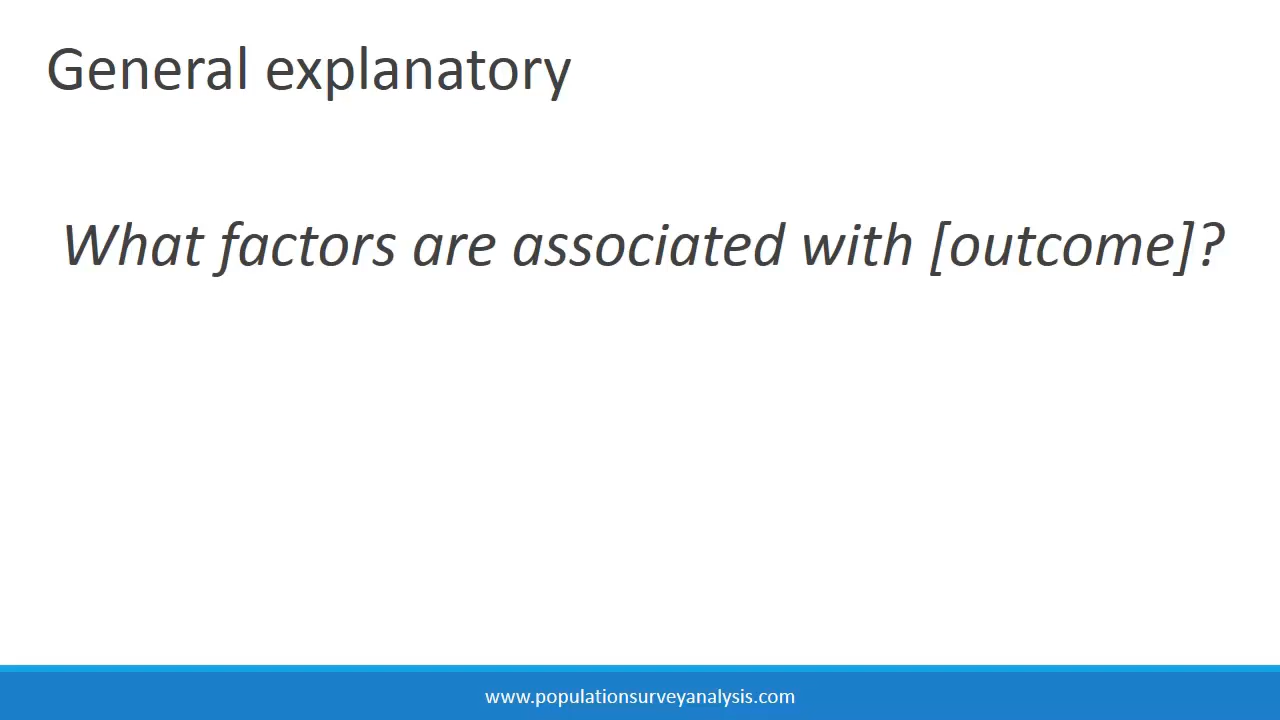 General explanatory
What factors are associated with [outcome]?
www.populationsurveyanalysis.com